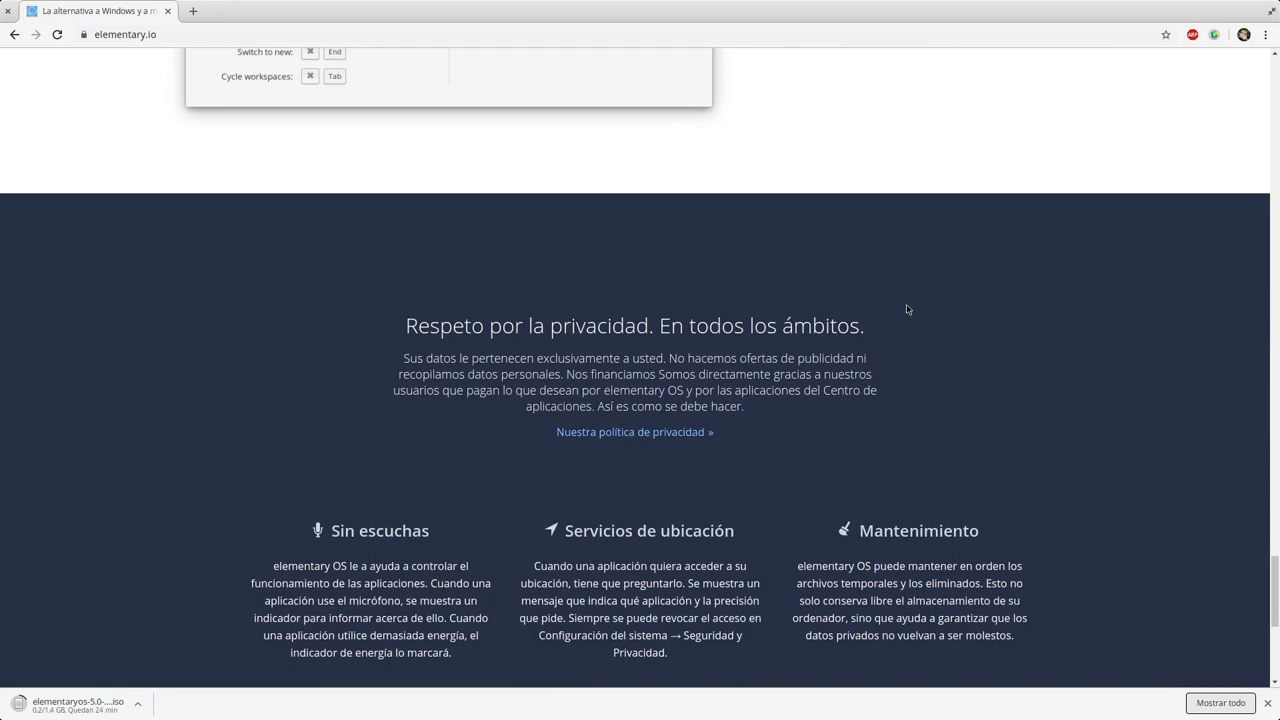 La alternativa a Windows y a m
elementary.io
ABP
Switch to new: ⌘ End
Cycle workspaces: ⌘ Tab
Respeto por la privacidad. En todos los ámbitos.
Sus datos le pertenecen exclusivamente a usted. No hacemos ofertas de publicidad ni
recopilamos datos personales. Nos financiamos Somos directamente gracias a nuestros
usuarios que pagan lo que desean por elementary OS y por las aplicaciones del Centro de
aplicaciones. Así es como se debe hacer.
Nuestra política de privacidad »
Sin escuchas
elementary OS le a ayuda a controlar el
funcionamiento de las aplicaciones. Cuando una
aplicación use el micrófono, se muestra un
indicador para informar acerca de ello. Cuando
una aplicación utilice demasiada energía, el
indicador de energía lo marcará.
Servicios de ubicación
Cuando una aplicación quiera acceder a su
ubicación, tiene que preguntarlo. Se muestra un
mensaje que indica qué aplicación y la precisión
que pide. Siempre se puede revocar el acceso en
Configuración del sistema → Seguridad y
Privacidad.
Mantenimiento
elementary OS puede mantener en orden los
archivos temporales y los eliminados. Esto no
solo conserva libre el almacenamiento de su
ordenador, sino que ayuda a garantizar que los
datos privados no vuelvan a ser molestos.
elementaryos-5.0-....iso
0,2/1,4 GB, Quedan 24 min
Mostrar todo